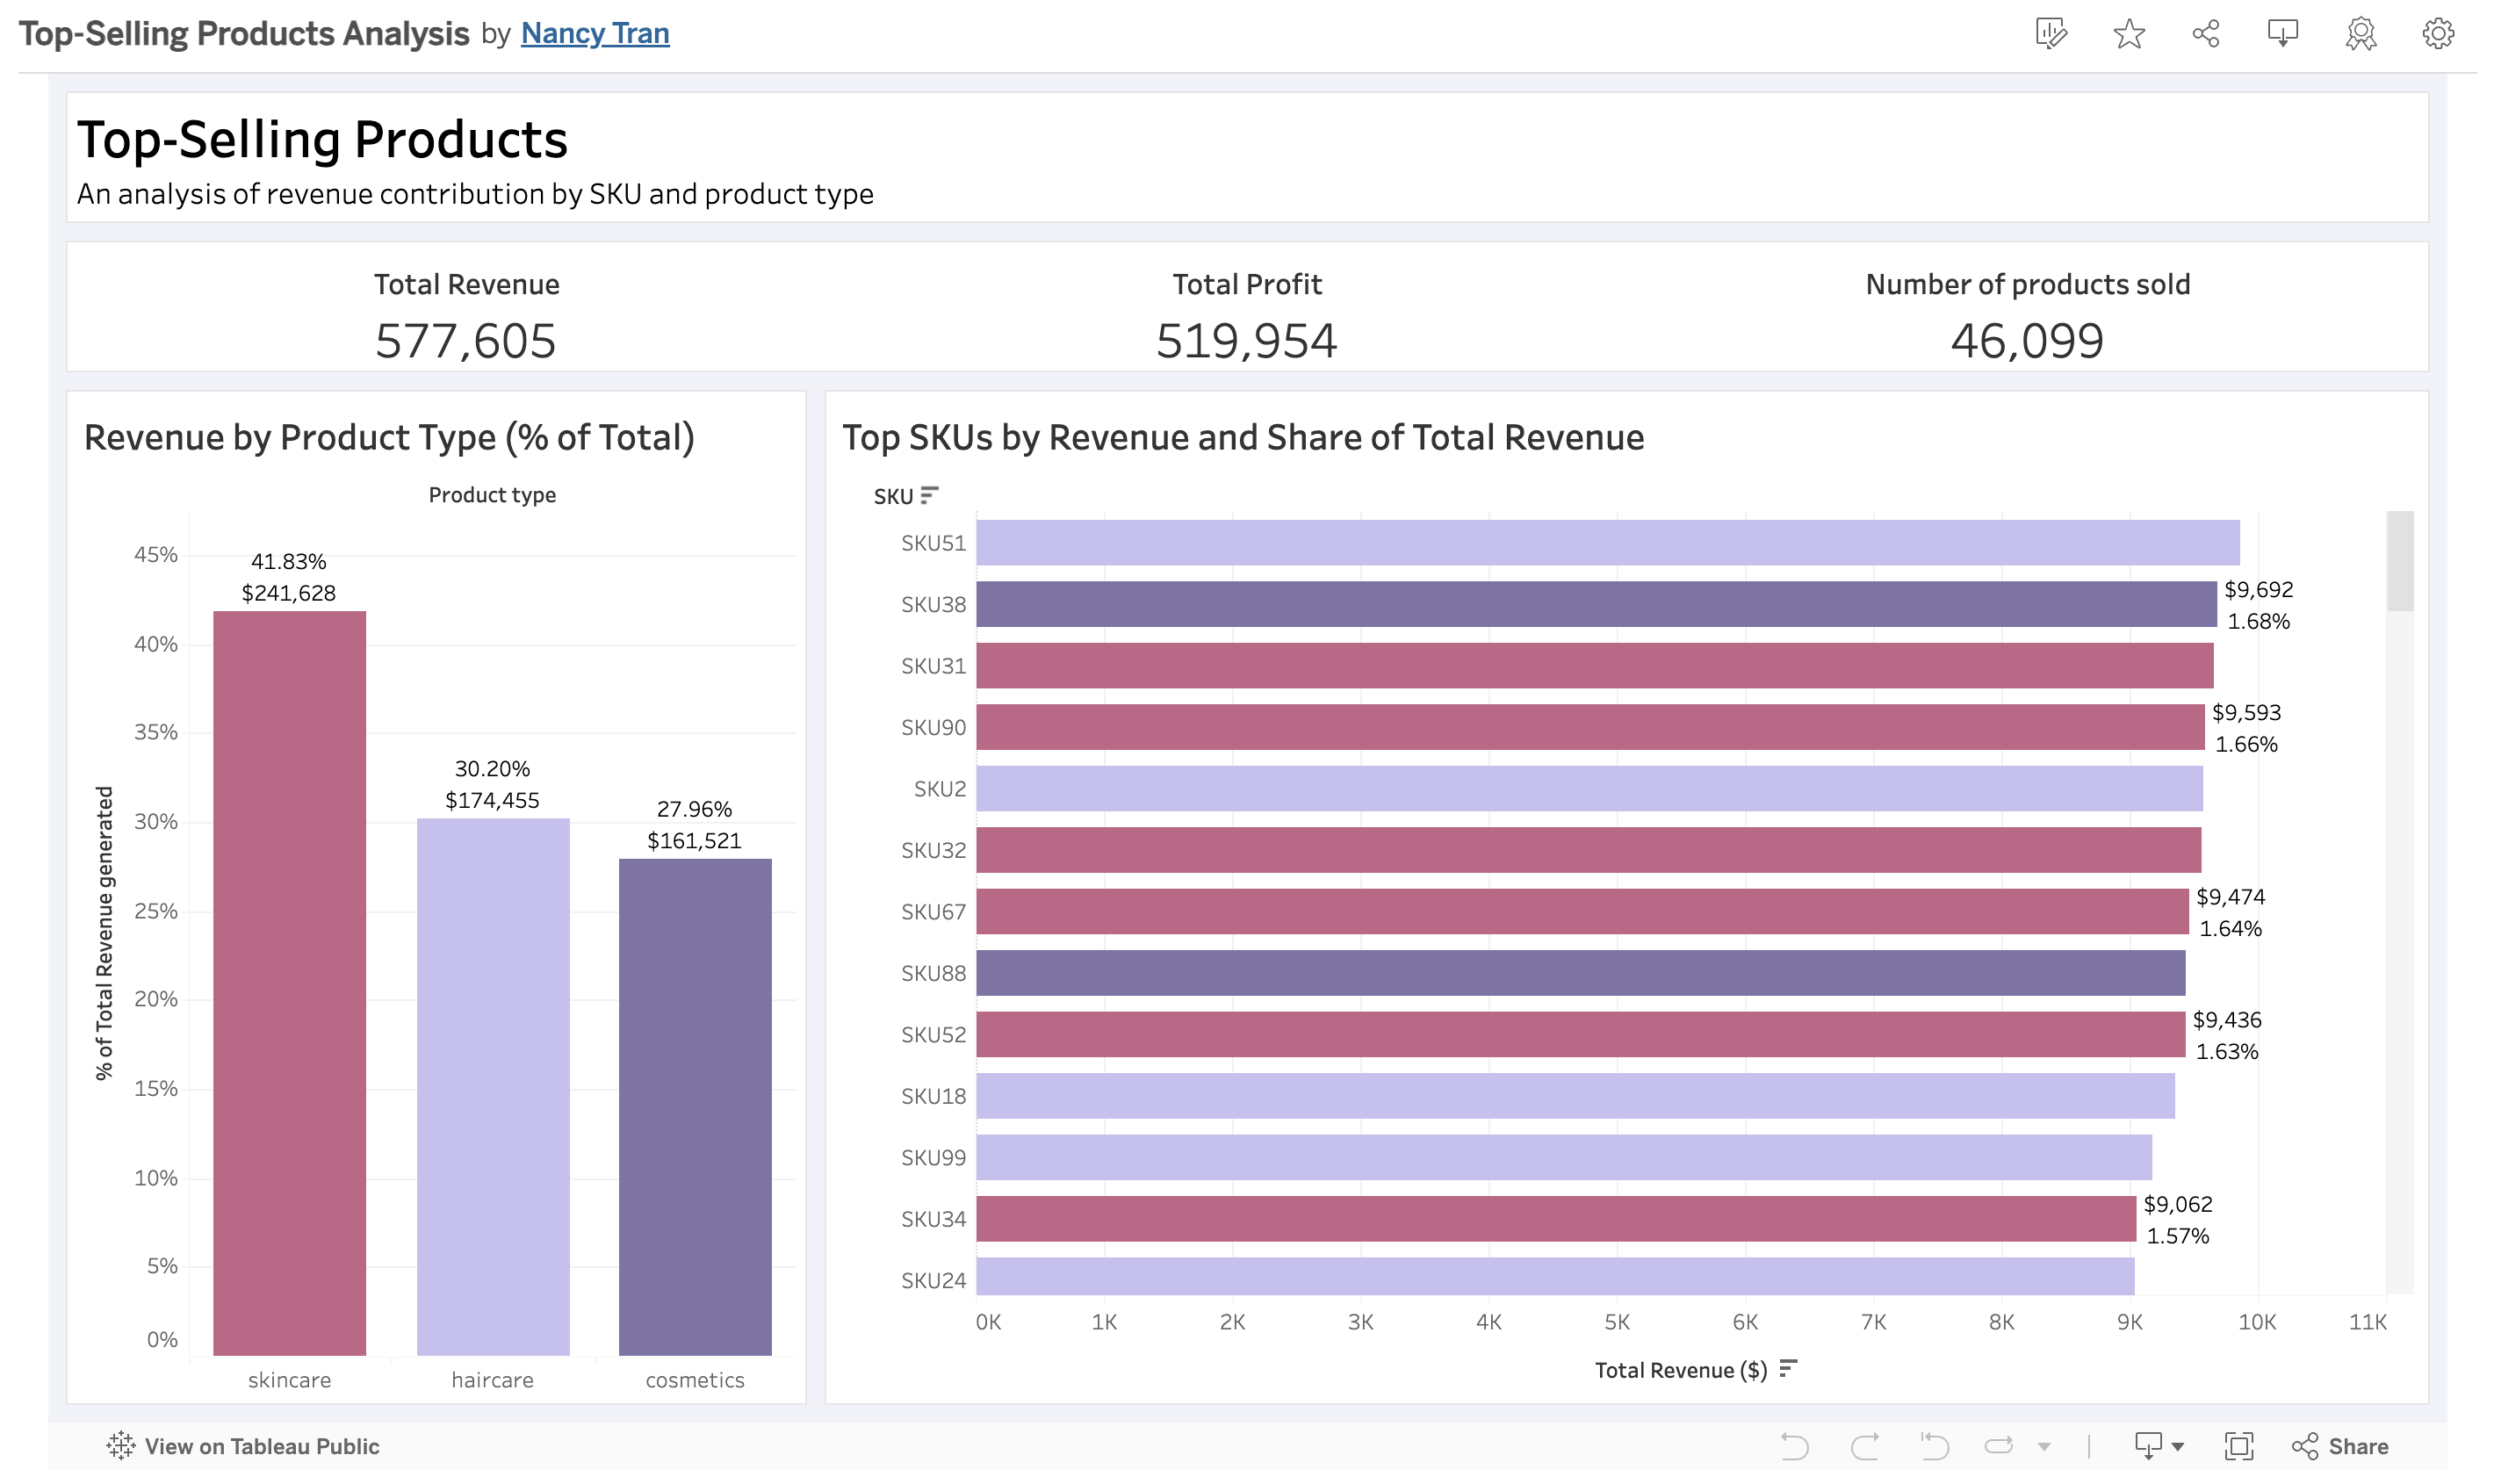 Top-Selling Products Analysis by Nancy Tran
Top-Selling Products
An analysis of revenue contribution by SKU and product type
Total Revenue
577,605
Total Profit
519,954
Number of products sold
46,099
Revenue by Product Type (% of Total)
Product type
% of Total Revenue generated
45%
40%
35%
30%
25%
20%
15%
10%
5%
0%
41.83%
$241,628
30.20%
$174,455
27.96%
$161,521
skincare
haircare
cosmetics
Top SKUs by Revenue and Share of Total Revenue
SKU
SKU51
SKU38
$9,692
1.68%
SKU31
SKU90
$9,593
1.66%
SKU2
SKU32
SKU67
$9,474
1.64%
SKU88
SKU52
$9,436
1.63%
SKU18
SKU99
SKU34
$9,062
1.57%
SKU24
0K 1K 2K 3K 4K 5K 6K 7K 8K 9K 10K 11K
Total Revenue ($)
View on Tableau Public
Share